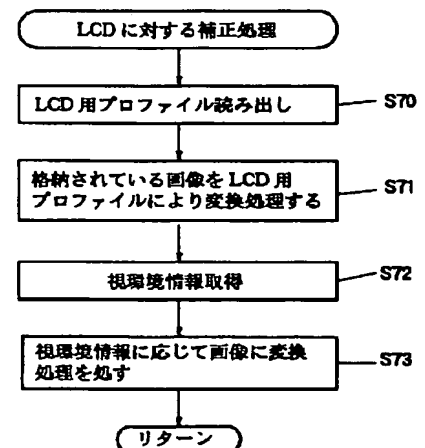 LCDに対する補正処理
LCD用プロファイル読み出し
S70
格納されている画像をLCD用
プロファイルにより変換処理する
S71
視環境情報取得
S72
視環境情報に応じて画像に変換
処理を処す
S73
リターン